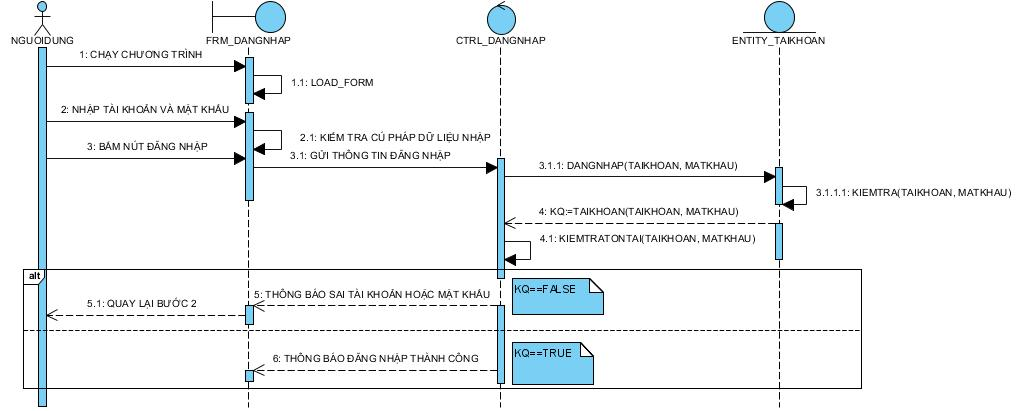 NGUOIDUNG
FRM_DANGNHAP
CTRL_DANGNHAP
ENTITY_TAIKHOAN
1: CHẠY CHƯƠNG TRÌNH
1.1: LOAD_FORM
2: NHẬP TÀI KHOẢN VÀ MẬT KHẨU
2.1: KIỂM TRA CÚ PHÁP DỮ LIỆU NHẬP
3: BẤM NÚT ĐĂNG NHẬP
3.1: GỬI THÔNG TIN ĐĂNG NHẬP
3.1.1: DANGNHAP(TAIKHOAN, MATKHAU)
3.1.1.1: KIEMTRA(TAIKHOAN, MATKHAU)
4: KQ:=TAIKHOAN(TAIKHOAN, MATKHAU)
4.1: KIEMTRATONTAI(TAIKHOAN, MATKHAU)
alt
KQ==FALSE
5: THÔNG BÁO SAI TÀI KHOẢN HOẶC MẬT KHẨU
5.1: QUAY LẠI BƯỚC 2
KQ==TRUE
6: THÔNG BÁO ĐĂNG NHẬP THÀNH CÔNG